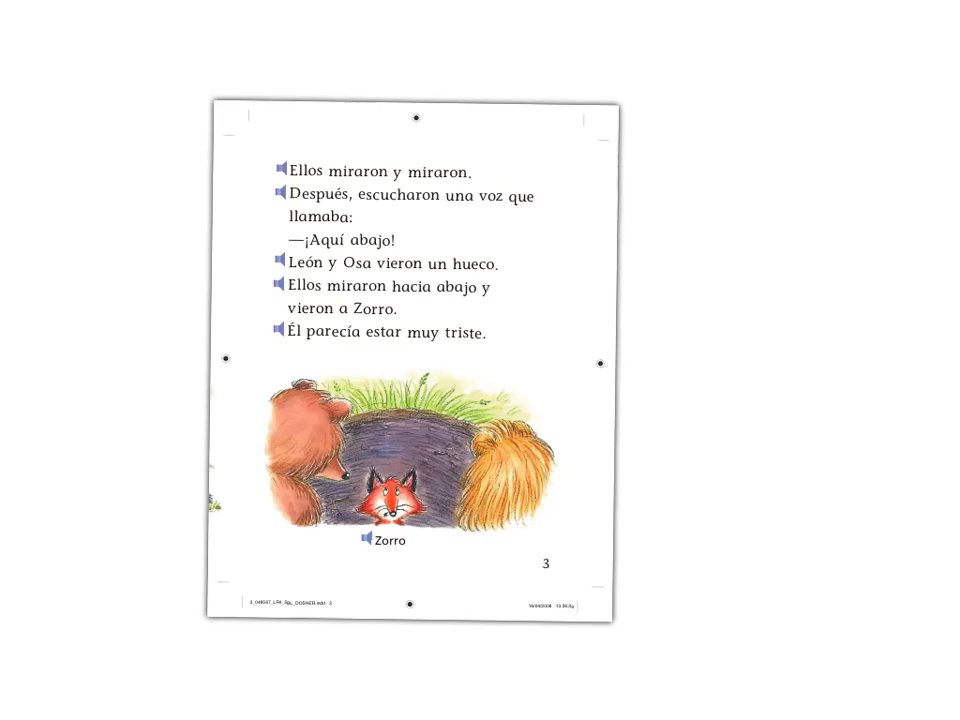 Ellos miraron y miraron.
Después, escucharon una voz que
llamaba:
—¡Aquí abajo!
León y Osa vieron un hueco.
Ellos miraron hacia abajo y
vieron a Zorro.
Él parecía estar muy triste.
Zorro
3